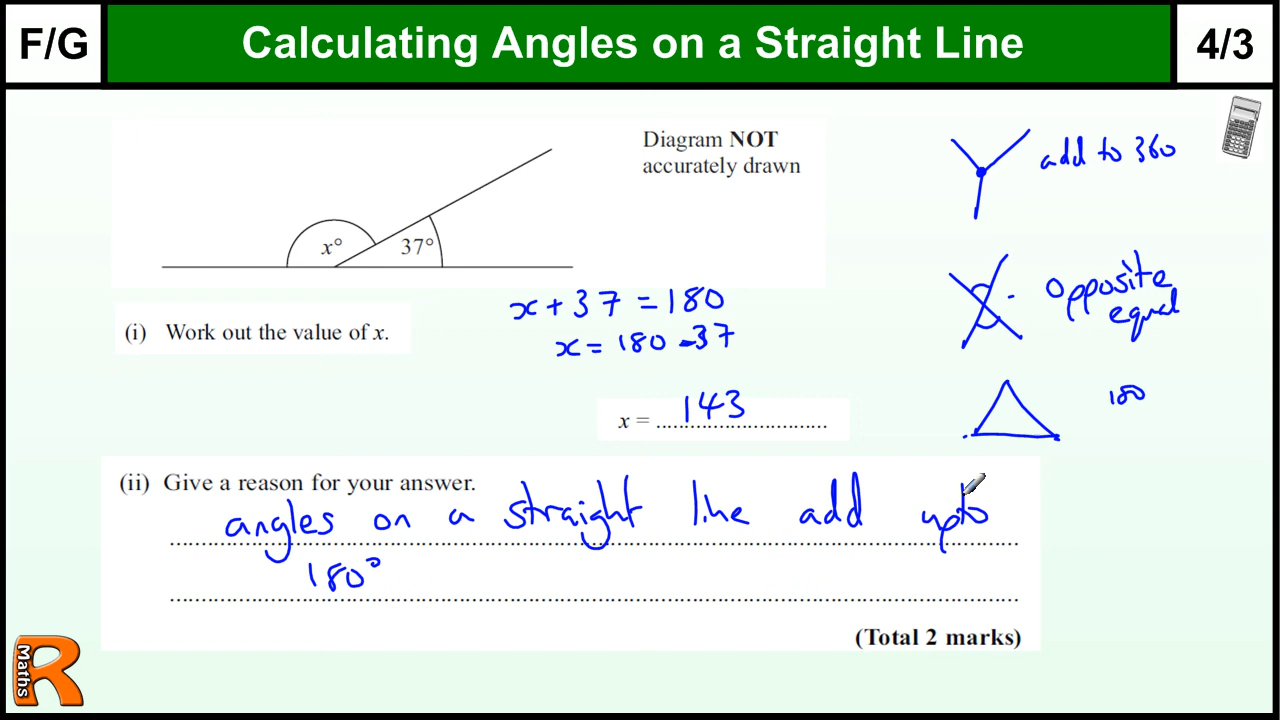 F/G
Calculating Angles on a Straight Line
4/3
Diagram NOT
accurately drawn
add to 360
x°
37°
opposite
equal
x + 37 = 180
(i) Work out the value of x.
x = 180 - 37
180
x = 143
(ii) Give a reason for your answer.
angles on a straight line add upto
180°
(Total 2 marks)
R
Maths